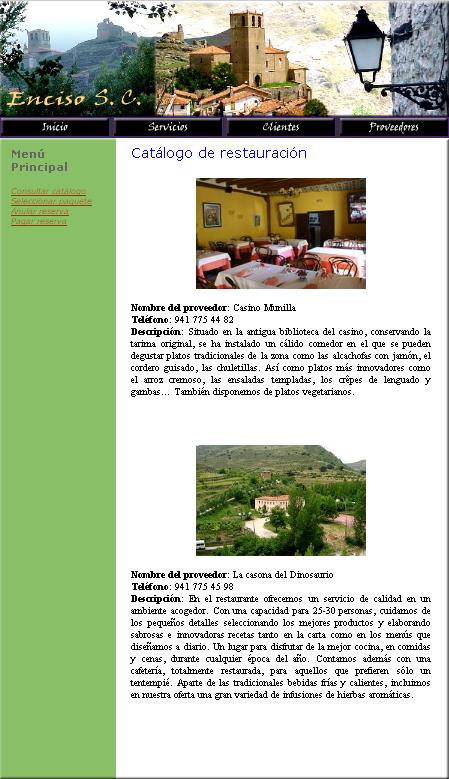 Enciso S. C.
Inicio Servicios Clientes Proveedores
Menú
Principal
Consultar catálogo
Seleccionar paquete
Anular reserva
Pagar reserva
Catálogo de restauración
Nombre del proveedor: Casino Munilla
Teléfono: 941 775 44 82
Descripción: Situado en la antigua biblioteca del casino, conservando la
tarima original, se ha instalado un cálido comedor en el que se pueden
degustar platos tradicionales de la zona como las alcachofas con jamón, el
cordero guisado, las chuletillas. Así como platos más innovadores como
el arroz cremoso, las ensaladas templadas, los crêpes de lenguado y
gambas... También disponemos de platos vegetarianos.
Nombre del proveedor: La casona del Dinosaurio
Teléfono: 941 775 45 98
Descripción: En el restaurante ofrecemos un servicio de calidad en un
ambiente acogedor. Con una capacidad para 25-30 personas, cuidamos de
los pequeños detalles seleccionando los mejores productos y elaborando
sabrosas e innovadoras recetas tanto en la carta como en los menús que
diseñamos a diario. Un lugar para disfrutar de la mejor cocina, en comidas
y cenas, durante cualquier época del año. Contamos además con una
cafetería, totalmente restaurada, para aquellos que prefieren sólo un
tentempié. Aparte de las tradicionales bebidas frías y calientes, incluimos
en nuestra oferta una gran variedad de infusiones de hierbas aromáticas.